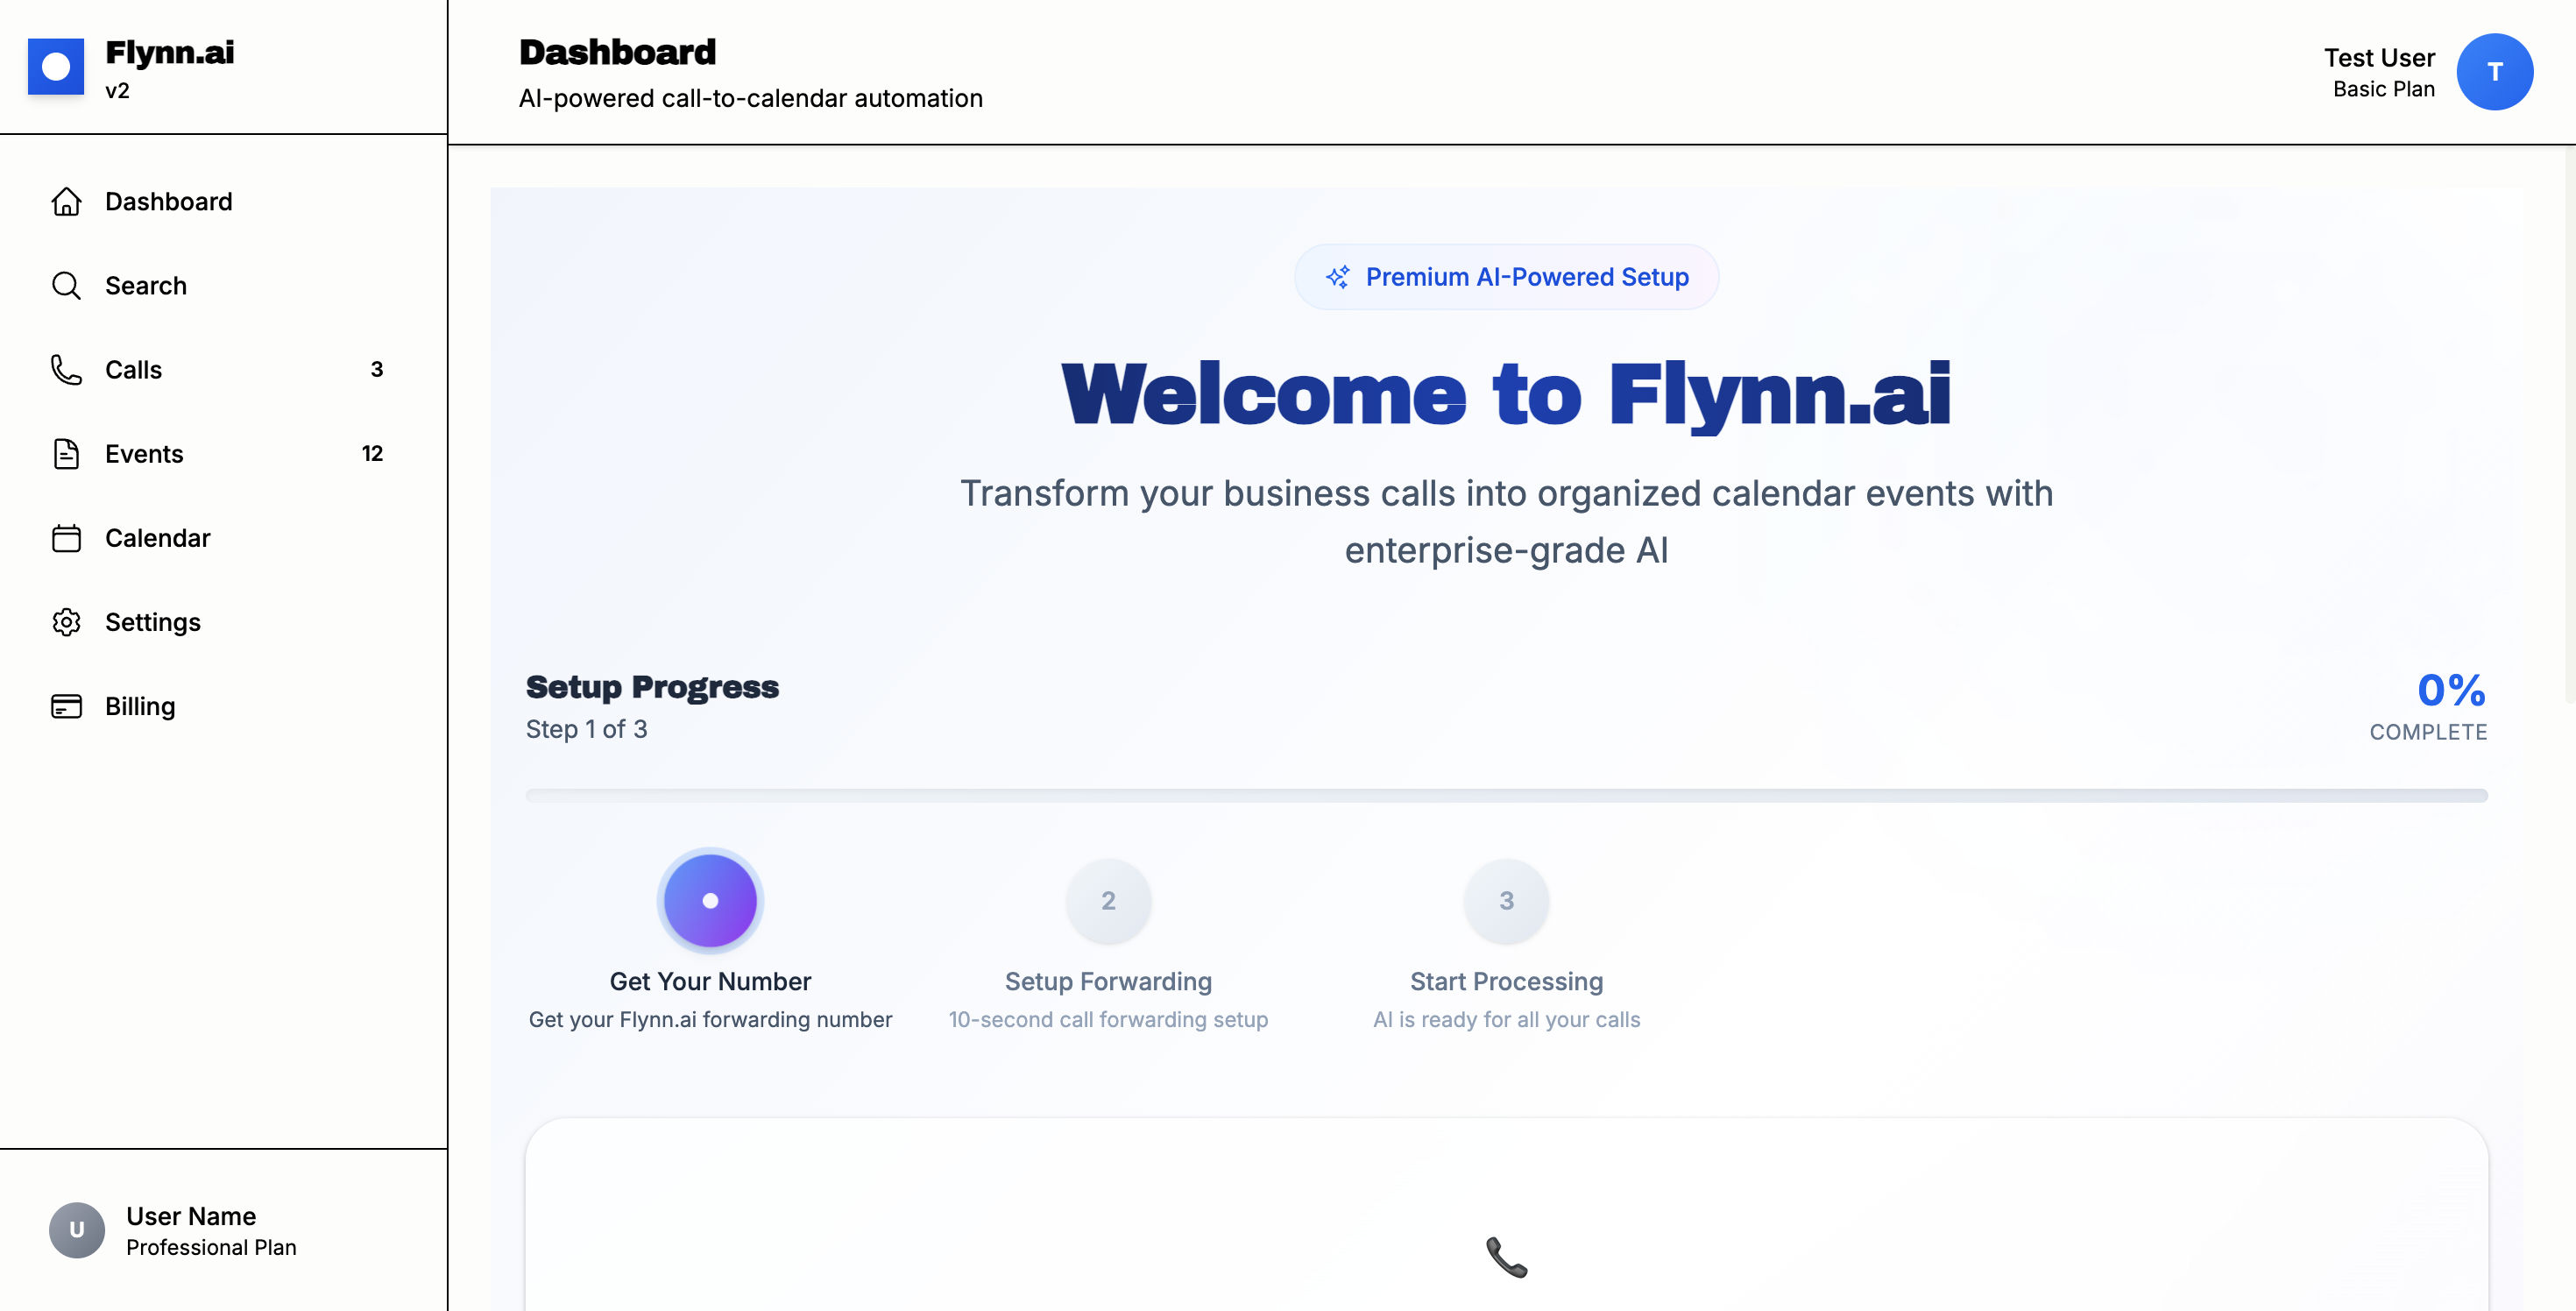 Flynn.ai
v2
Dashboard
Search
Calls 3
Events 12
Calendar
Settings
Billing
U
User Name
Professional Plan
Dashboard
AI-powered call-to-calendar automation
Test User
Basic Plan
T
Premium AI-Powered Setup
Welcome to Flynn.ai
Transform your business calls into organized calendar events with
enterprise-grade AI
Setup Progress
Step 1 of 3
0%
COMPLETE
Get Your Number
Get your Flynn.ai forwarding number
2
Setup Forwarding
10-second call forwarding setup
3
Start Processing
AI is ready for all your calls